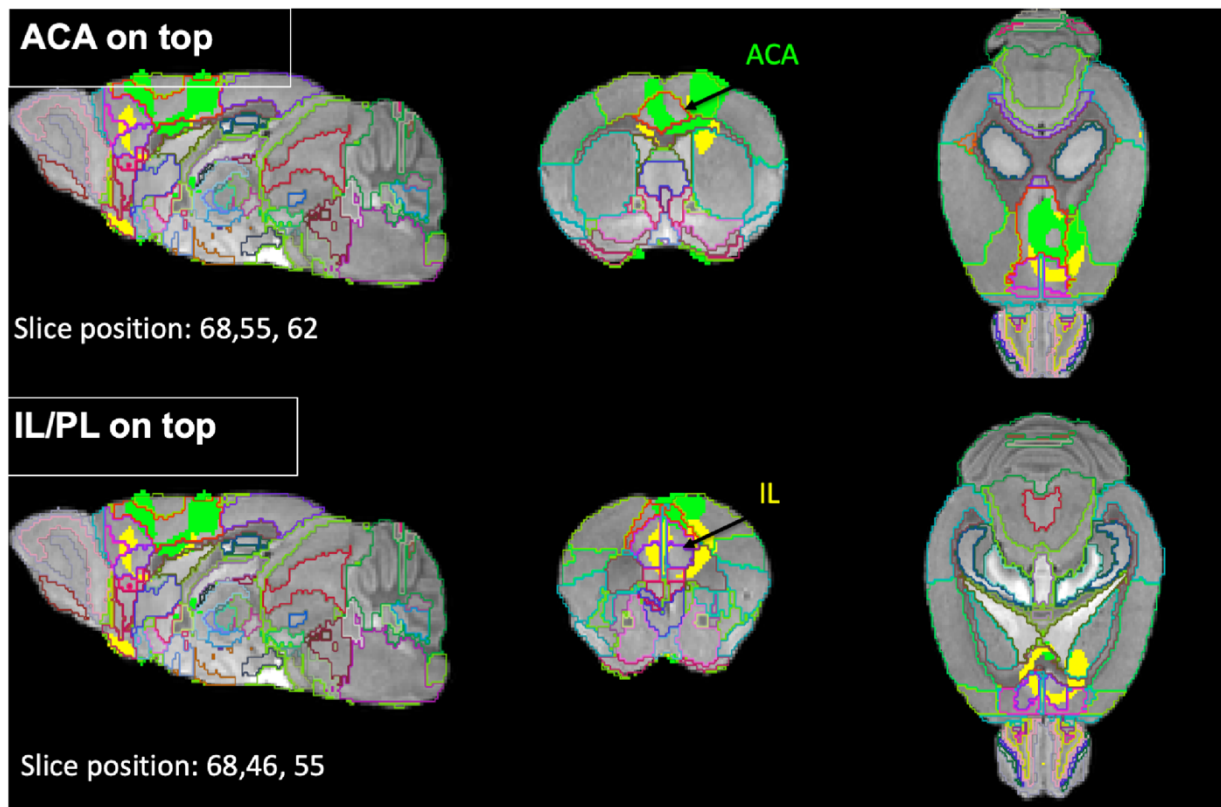 ACA on top
ACA
Slice position: 68,55, 62
IL/PL on top
IL
Slice position: 68,46, 55